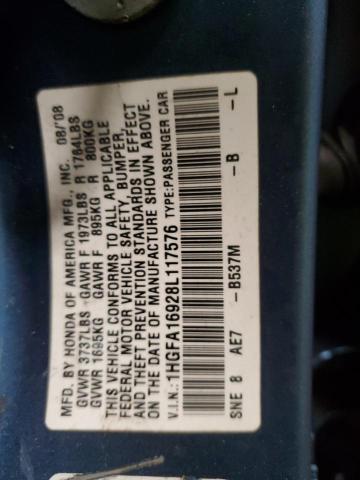 MFD. BY HONDA OF AMERICA MFG., INC. 08/'08
GVWR 3737LBS GAWR F 1973LBS R 1784LBS
GVWR 1695KG GAWR F 895KG R 800KG
THIS VEHICLE CONFORMS TO ALL APPLICABLE
FEDERAL MOTOR VEHICLE SAFETY, BUMPER,
AND THEFT PREVENTION STANDARDS IN EFFECT
ON THE DATE OF MANUFACTURE SHOWN ABOVE.
V.I.N.: 1HGFA16928L117576 TYPE:PASSENGER CAR
SNE 8 AE7 -B537M -B -L